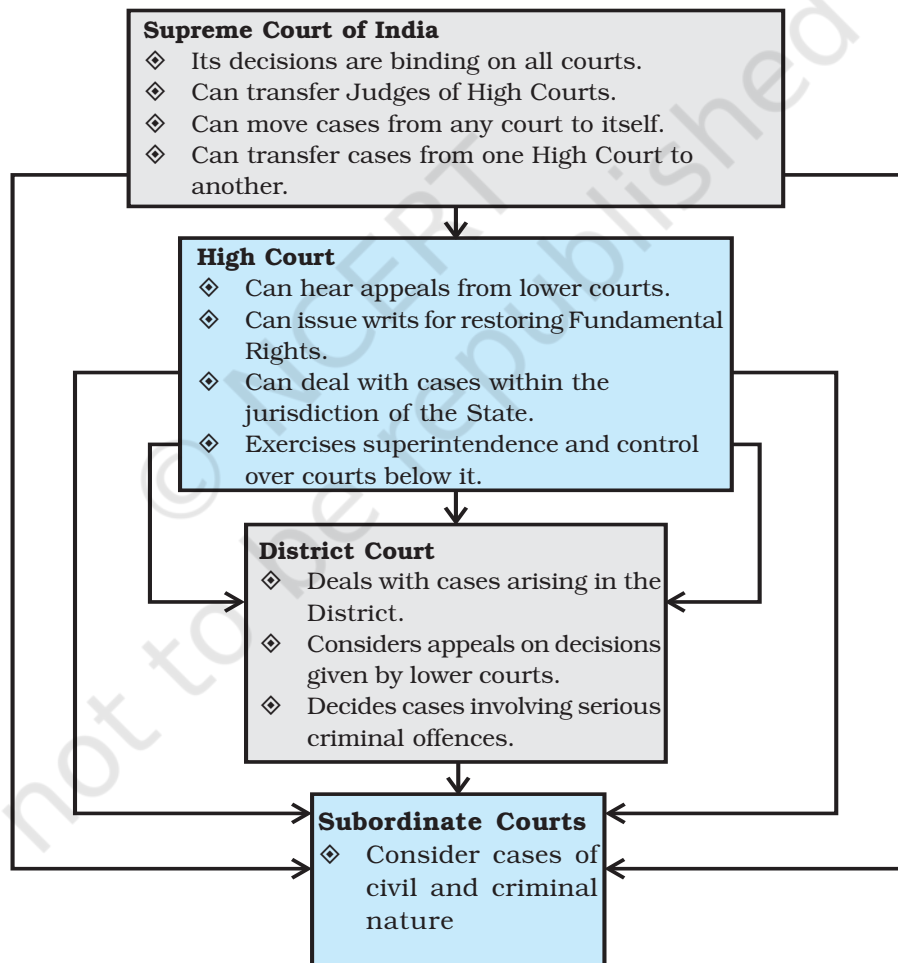 Supreme Court of India
◈ Its decisions are binding on all courts.
◈ Can transfer Judges of High Courts.
◈ Can move cases from any court to itself.
◈ Can transfer cases from one High Court to
another.
High Court
◈ Can hear appeals from lower courts.
◈ Can issue writs for restoring Fundamental
Rights.
◈ Can deal with cases within the
jurisdiction of the State.
◈ Exercises superintendence and control
over courts below it.
District Court
◈ Deals with cases arising in the
District.
◈ Considers appeals on decisions
given by lower courts.
◈ Decides cases involving serious
criminal offences.
Subordinate Courts
◈ Consider cases of
civil and criminal
nature
© NCERT
not to be republished